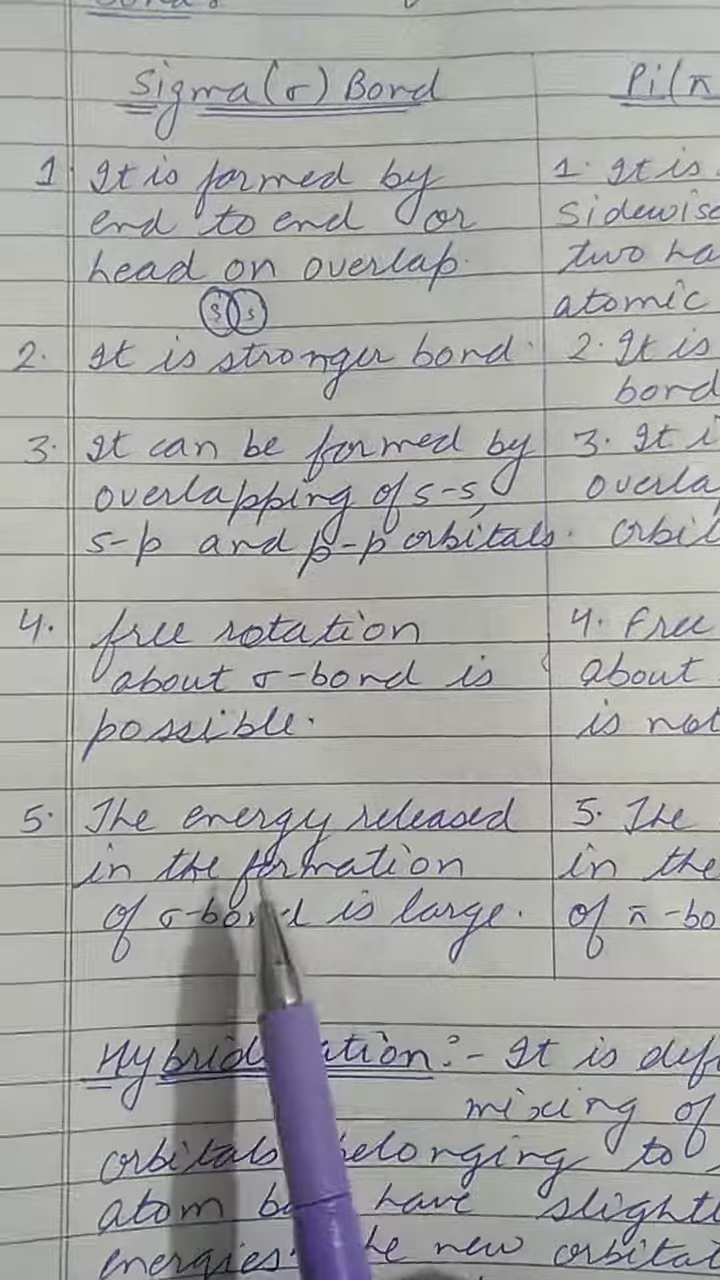 Sigma (σ) Bond
1. It is formed by
end to end or
head on overlap.
S S
2. It is stronger bond.
3. It can be formed by
overlapping of s-s,
s-p and p-p orbitals.
4. free rotation
about σ-bond is
possible.
5. The energy released
in the formation
of σ-bond is large.
Pi (π
1. It is
sidewise
two ha
atomic
2. It is
bond
3. It i
overla
orbit
4. Free
about
is not
5. The
in the
of π-bo
Hybrid ation :- It is def
mixing of
orbitals belonging to
atom b have slightl
energies. he new orbital